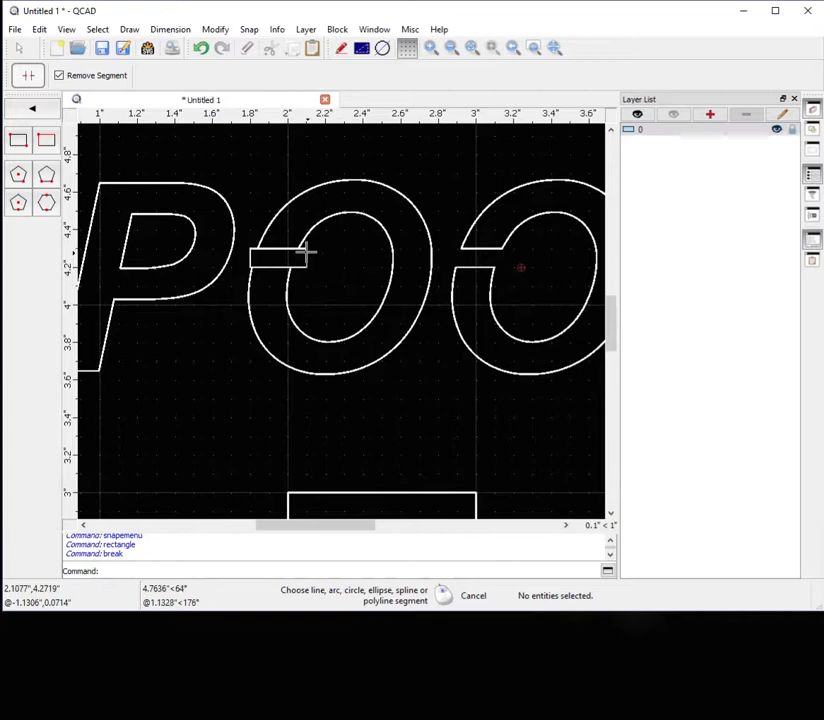 Untitled 1 * - QCAD
File Edit View Select Draw Dimension Modify Snap Info Layer Block Window Misc Help
Remove Segment
* Untitled 1
Layer List
1" 1.2" 1.4" 1.6" 1.8" 2" 2.2" 2.4" 2.6" 2.8" 3" 3.2" 3.4" 3.6"
0
4.8"
4.6"
4.4"
4.2"
4"
3.8"
3.6"
3.4"
3.2"
3"
POO
0.1" < 1"
Command: snapmenu
Command: rectangle
Command: break
Command:
2.1077",4.2719"
@-1.1306",0.0714"
4.7636"<64°
@1.1328"<176°
Choose line, arc, circle, ellipse, spline or
polyline segment
Cancel
No entities selected.